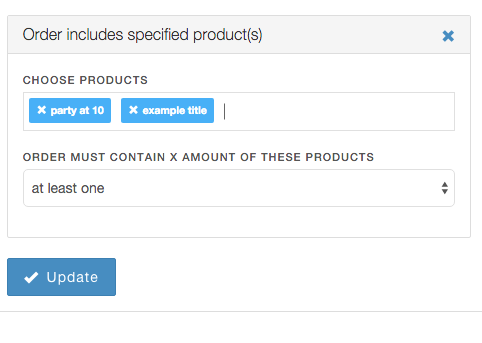 Order includes specified product(s)
CHOOSE PRODUCTS
party at 10 example title
ORDER MUST CONTAIN X AMOUNT OF THESE PRODUCTS
at least one
Update